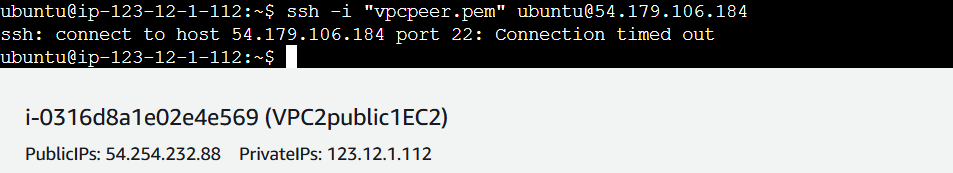 ubuntu@ip-123-12-1-112:~$ ssh -i "vpcpeer.pem" ubuntu@54.179.106.184
ssh: connect to host 54.179.106.184 port 22: Connection timed out
ubuntu@ip-123-12-1-112:~$
i-0316d8a1e02e4e569 (VPC2public1EC2)
PublicIPs: 54.254.232.88 PrivateIPs: 123.12.1.112